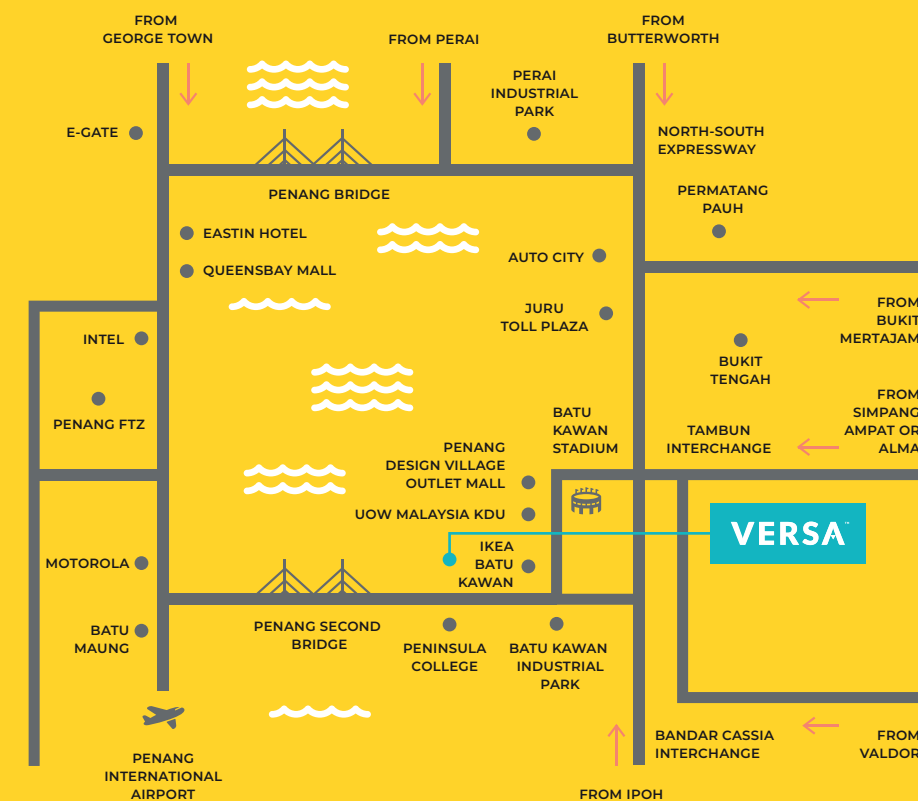 FROM
GEORGE TOWN
FROM PERAI
FROM
BUTTERWORTH
PERAI
INDUSTRIAL
PARK
E-GATE
NORTH-SOUTH
EXPRESSWAY
PENANG BRIDGE
PERMATANG
PAUH
EASTIN HOTEL
QUEENSBAY MALL
AUTO CITY
JURU
TOLL PLAZA
FROM
BUKIT
MERTAJAM
INTEL
BUKIT
TENGAH
PENANG FTZ
FROM
SIMPANG
AMPAT OR
ALMA
BATU
KAWAN
STADIUM
TAMBUN
INTERCHANGE
PENANG
DESIGN VILLAGE
OUTLET MALL
UOW MALAYSIA KDU
VERSA™
IKEA
BATU
KAWAN
MOTOROLA
BATU
MAUNG
PENANG SECOND
BRIDGE
PENINSULA
COLLEGE
BATU KAWAN
INDUSTRIAL
PARK
PENANG
INTERNATIONAL
AIRPORT
BANDAR CASSIA
INTERCHANGE
FROM
VALDOR
FROM IPOH